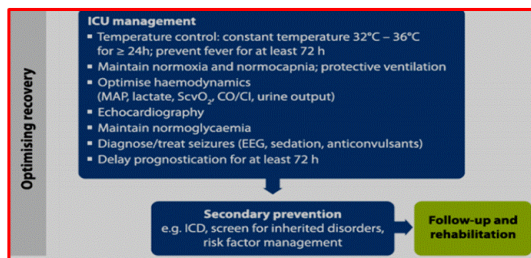 Optimising recovery
ICU management
▪ Temperature control: constant temperature 32°C – 36°C
for ≥ 24h; prevent fever for at least 72 h
▪ Maintain normoxia and normocapnia; protective ventilation
▪ Optimise haemodynamics
(MAP, lactate, ScvO₂, CO/CI, urine output)
▪ Echocardiography
▪ Maintain normoglycaemia
▪ Diagnose/treat seizures (EEG, sedation, anticonvulsants)
▪ Delay prognostication for at least 72 h
Secondary prevention
e.g. ICD, screen for inherited disorders,
risk factor management
Follow-up and
rehabilitation